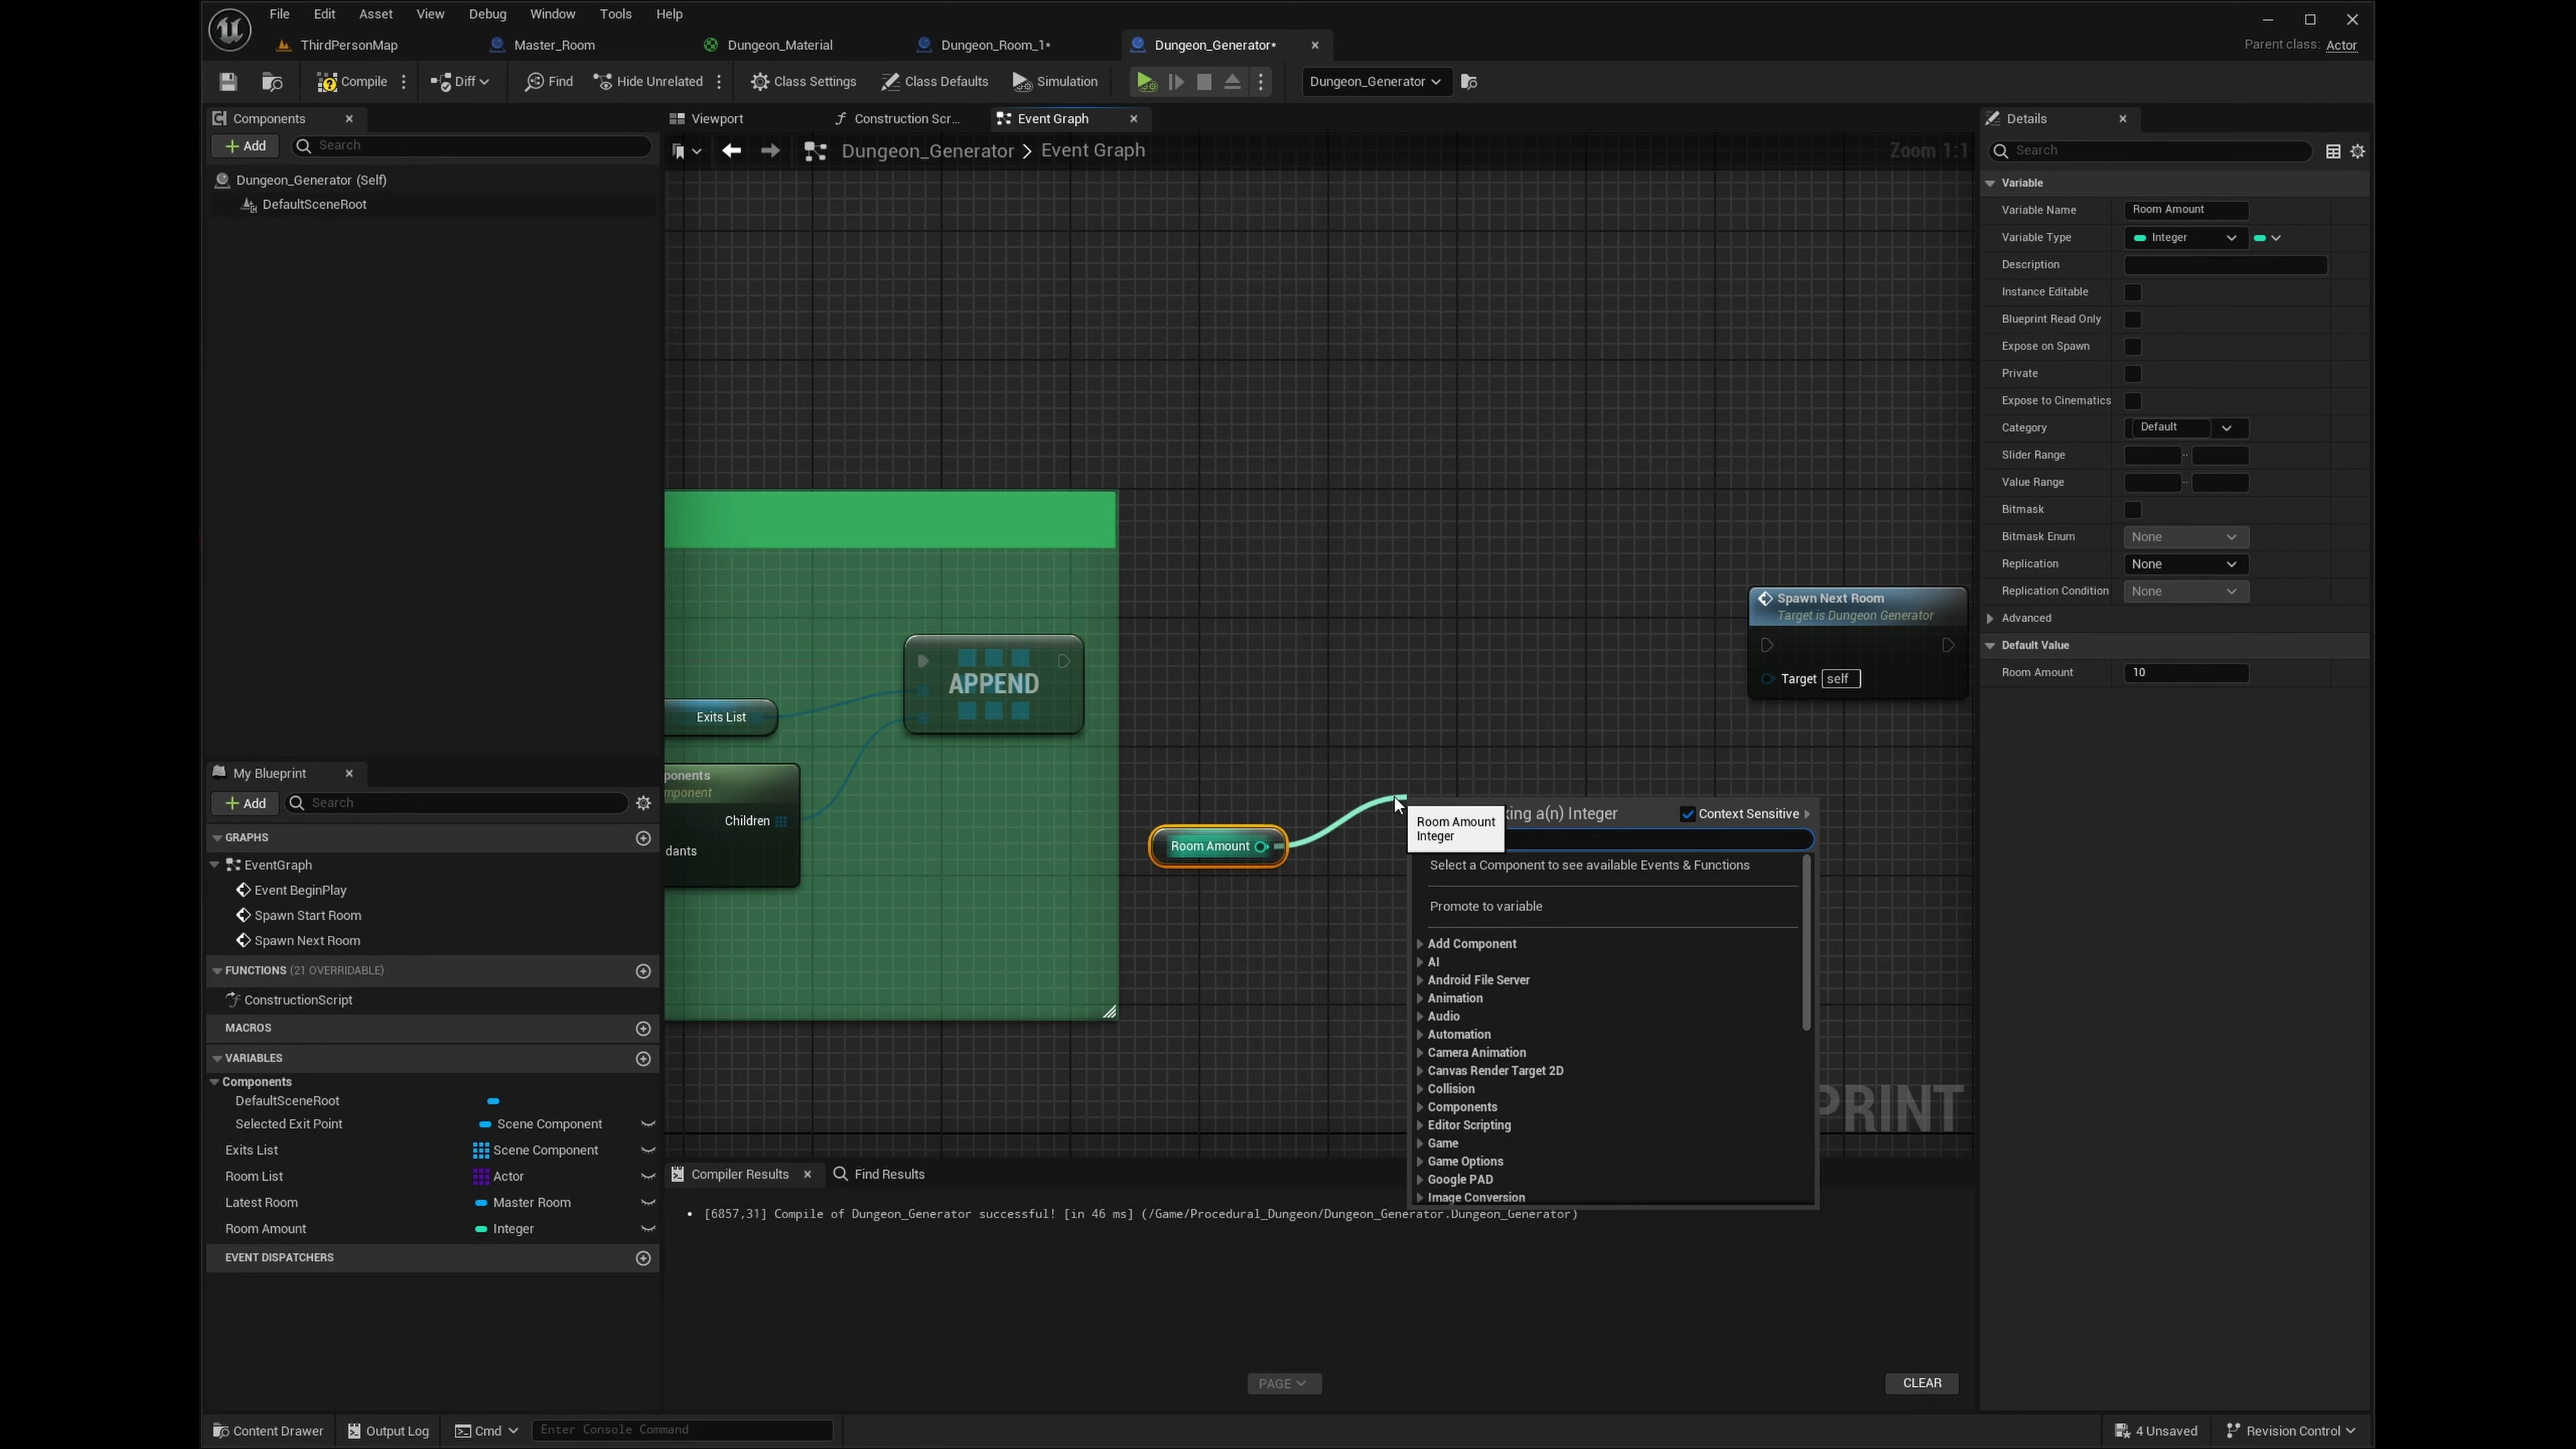 File Edit Asset View Debug Window Tools Help
ThirdPersonMap Master_Room Dungeon_Material Dungeon_Room_1* Dungeon_Generator*
Parent class: Actor
Compile Diff Find Hide Unrelated Class Settings Class Defaults Simulation Dungeon_Generator
Components
Add Search
Dungeon_Generator (Self)
DefaultSceneRoot
Viewport Construction Scr... Event Graph
Dungeon_Generator > Event Graph
Zoom 1:1
Exits List
APPEND
ponents
mponent
Children
dants
Room Amount
Spawn Next Room
Target is Dungeon Generator
Target self
Room Amount
Integer
king a(n) Integer
Context Sensitive
Select a Component to see available Events & Functions
Promote to variable
Add Component
AI
Android File Server
Animation
Audio
Automation
Camera Animation
Canvas Render Target 2D
Collision
Components
Editor Scripting
Game
Game Options
Google PAD
Image Conversion
PRINT
My Blueprint
Add Search
GRAPHS
EventGraph
Event BeginPlay
Spawn Start Room
Spawn Next Room
FUNCTIONS (21 OVERRIDABLE)
ConstructionScript
MACROS
VARIABLES
Components
DefaultSceneRoot
Selected Exit Point Scene Component
Exits List Scene Component
Room List Actor
Latest Room Master Room
Room Amount Integer
EVENT DISPATCHERS
Compiler Results Find Results
[6857,31] Compile of Dungeon_Generator successful! [in 46 ms] (/Game/Procedural_Dungeon/Dungeon_Generator.Dungeon_Generator)
PAGE
CLEAR
Details
Search
Variable
Variable Name Room Amount
Variable Type Integer
Description
Instance Editable
Blueprint Read Only
Expose on Spawn
Private
Expose to Cinematics
Category Default
Slider Range
Value Range
Bitmask
Bitmask Enum None
Replication None
Replication Condition None
Advanced
Default Value
Room Amount 10
Content Drawer Output Log Cmd Enter Console Command
4 Unsaved Revision Control